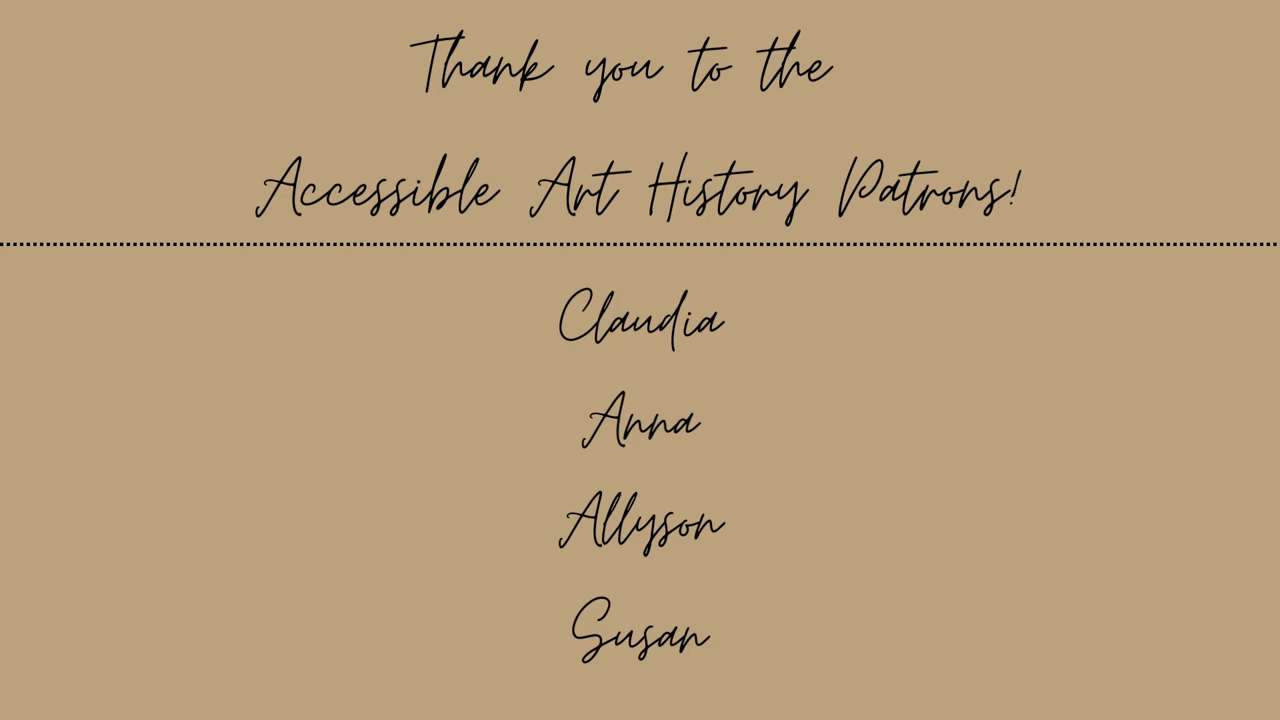 Thank you to the
Accessible Art History Patrons!
Claudia
Anna
Allyson
Susan